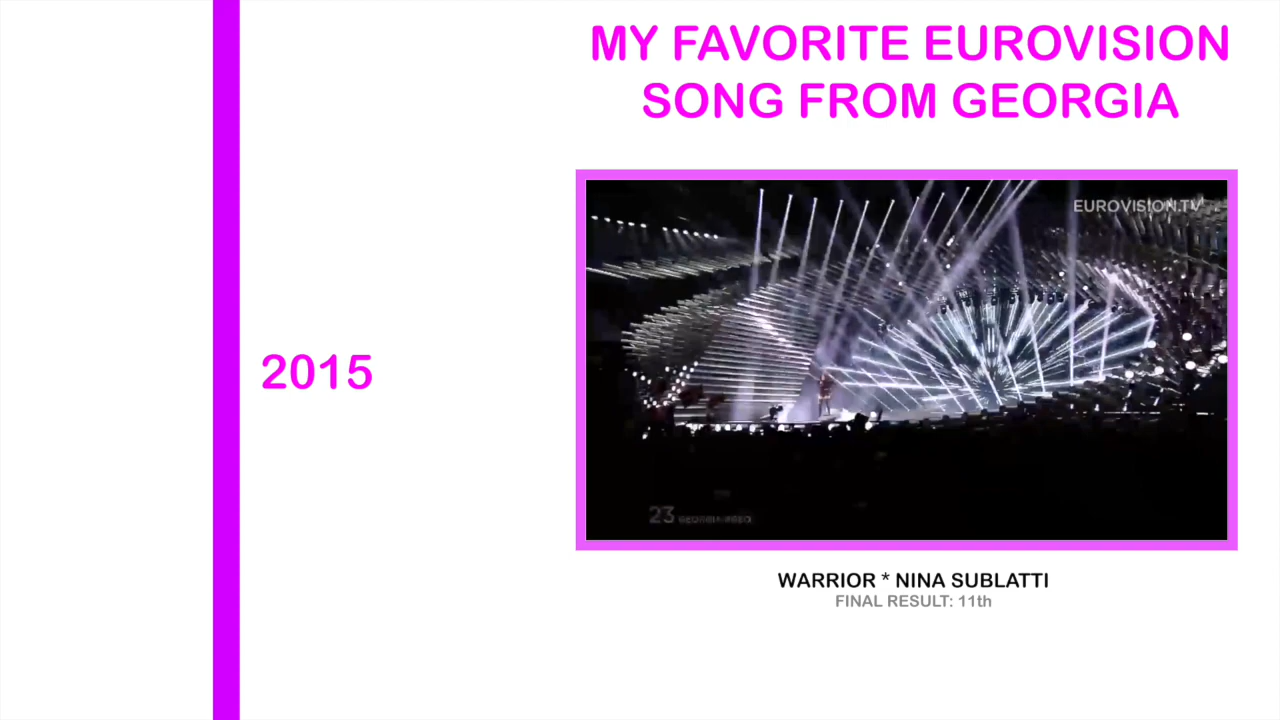 MY FAVORITE EUROVISION
SONG FROM GEORGIA
EUROVISION.TV
2015
23
WARRIOR * NINA SUBLATTI
FINAL RESULT: 11th